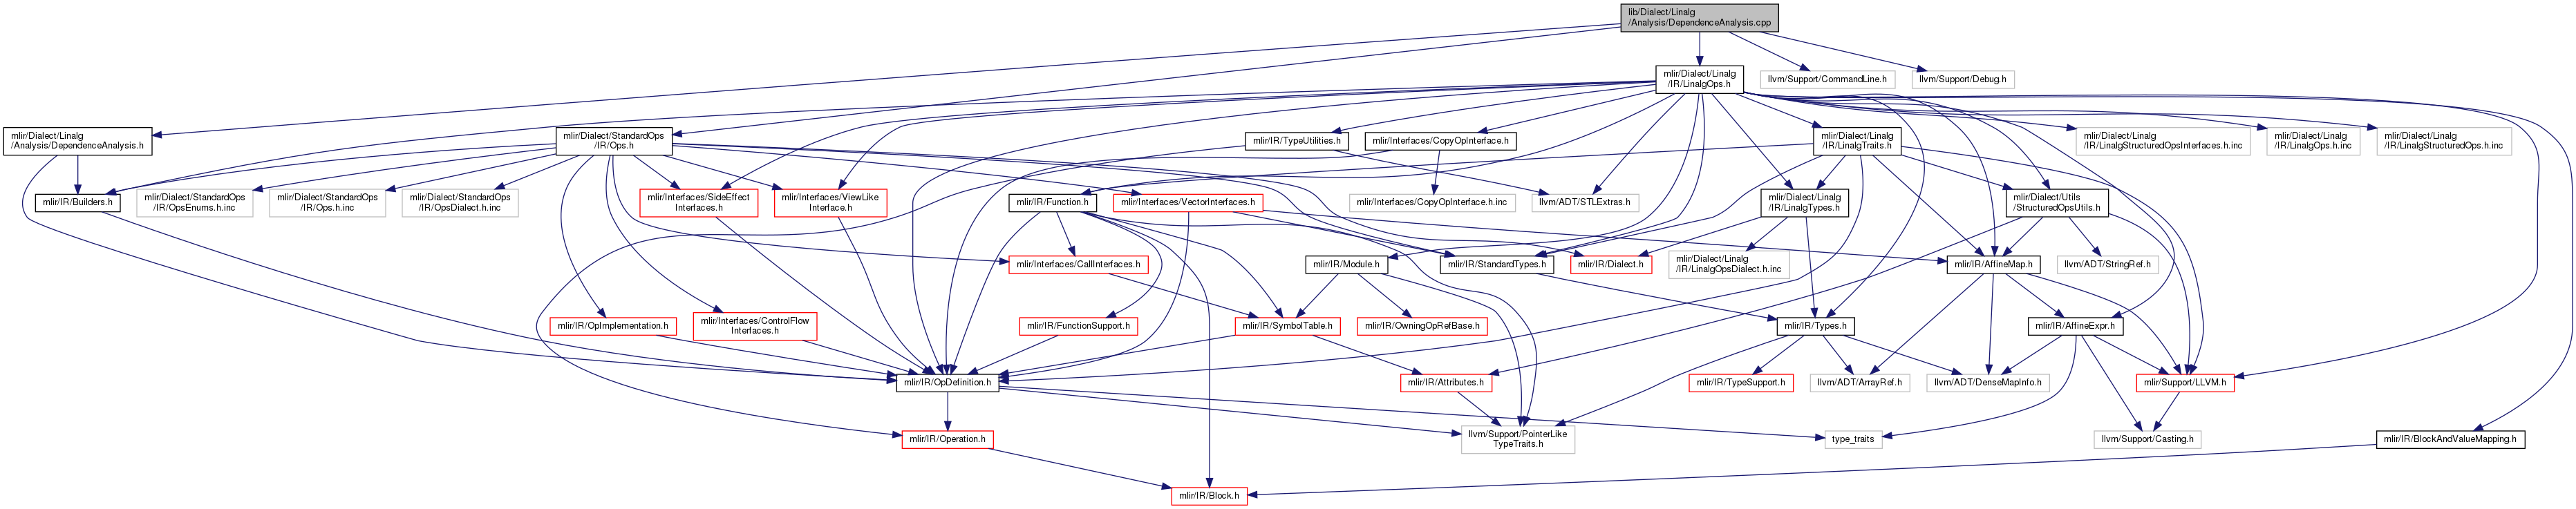 lib/Dialect/Linalg
/Analysis/DependenceAnalysis.cpp
mlir/Dialect/Linalg
/IR/LinalgOps.h
llvm/Support/CommandLine.h
llvm/Support/Debug.h
mlir/Dialect/Linalg
/Analysis/DependenceAnalysis.h
mlir/Dialect/StandardOps
/IR/Ops.h
mlir/IR/TypeUtilities.h
mlir/Interfaces/CopyOpInterface.h
mlir/Dialect/Linalg
/IR/LinalgTraits.h
mlir/Dialect/Linalg
/IR/LinalgStructuredOpsInterfaces.h.inc
mlir/Dialect/Linalg
/IR/LinalgOps.h.inc
mlir/Dialect/Linalg
/IR/LinalgStructuredOps.h.inc
mlir/IR/Builders.h
mlir/Dialect/StandardOps
/IR/OpsEnums.h.inc
mlir/Dialect/StandardOps
/IR/Ops.h.inc
mlir/Dialect/StandardOps
/IR/OpsDialect.h.inc
mlir/Interfaces/SideEffect
Interfaces.h
mlir/Interfaces/ViewLike
Interface.h
mlir/IR/Function.h
mlir/Interfaces/VectorInterfaces.h
mlir/Interfaces/CopyOpInterface.h.inc
llvm/ADT/STLExtras.h
mlir/Dialect/Linalg
/IR/LinalgTypes.h
mlir/Dialect/Utils
/StructuredOpsUtils.h
mlir/Interfaces/CallInterfaces.h
mlir/IR/Module.h
mlir/IR/StandardTypes.h
mlir/IR/Dialect.h
mlir/Dialect/Linalg
/IR/LinalgOpsDialect.h.inc
mlir/IR/AffineMap.h
llvm/ADT/StringRef.h
mlir/IR/OpImplementation.h
mlir/Interfaces/ControlFlow
Interfaces.h
mlir/IR/FunctionSupport.h
mlir/IR/SymbolTable.h
mlir/IR/OwningOpRefBase.h
mlir/IR/Types.h
mlir/IR/AffineExpr.h
mlir/IR/OpDefinition.h
mlir/IR/Attributes.h
mlir/IR/TypeSupport.h
llvm/ADT/ArrayRef.h
llvm/ADT/DenseMapInfo.h
mlir/Support/LLVM.h
mlir/IR/Operation.h
llvm/Support/PointerLike
TypeTraits.h
type_traits
llvm/Support/Casting.h
mlir/IR/BlockAndValueMapping.h
mlir/IR/Block.h